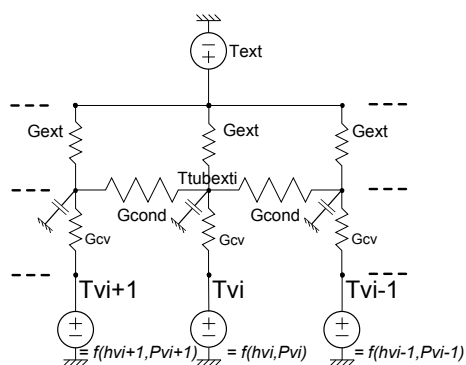 Text
Gext Gext Gext
Ttubexti
Gcond Gcond
Gcv Gcv Gcv
Tvi+1 Tvi Tvi-1
= f(hvi+1,Pvi+1) = f(hvi,Pvi) = f(hvi-1,Pvi-1)